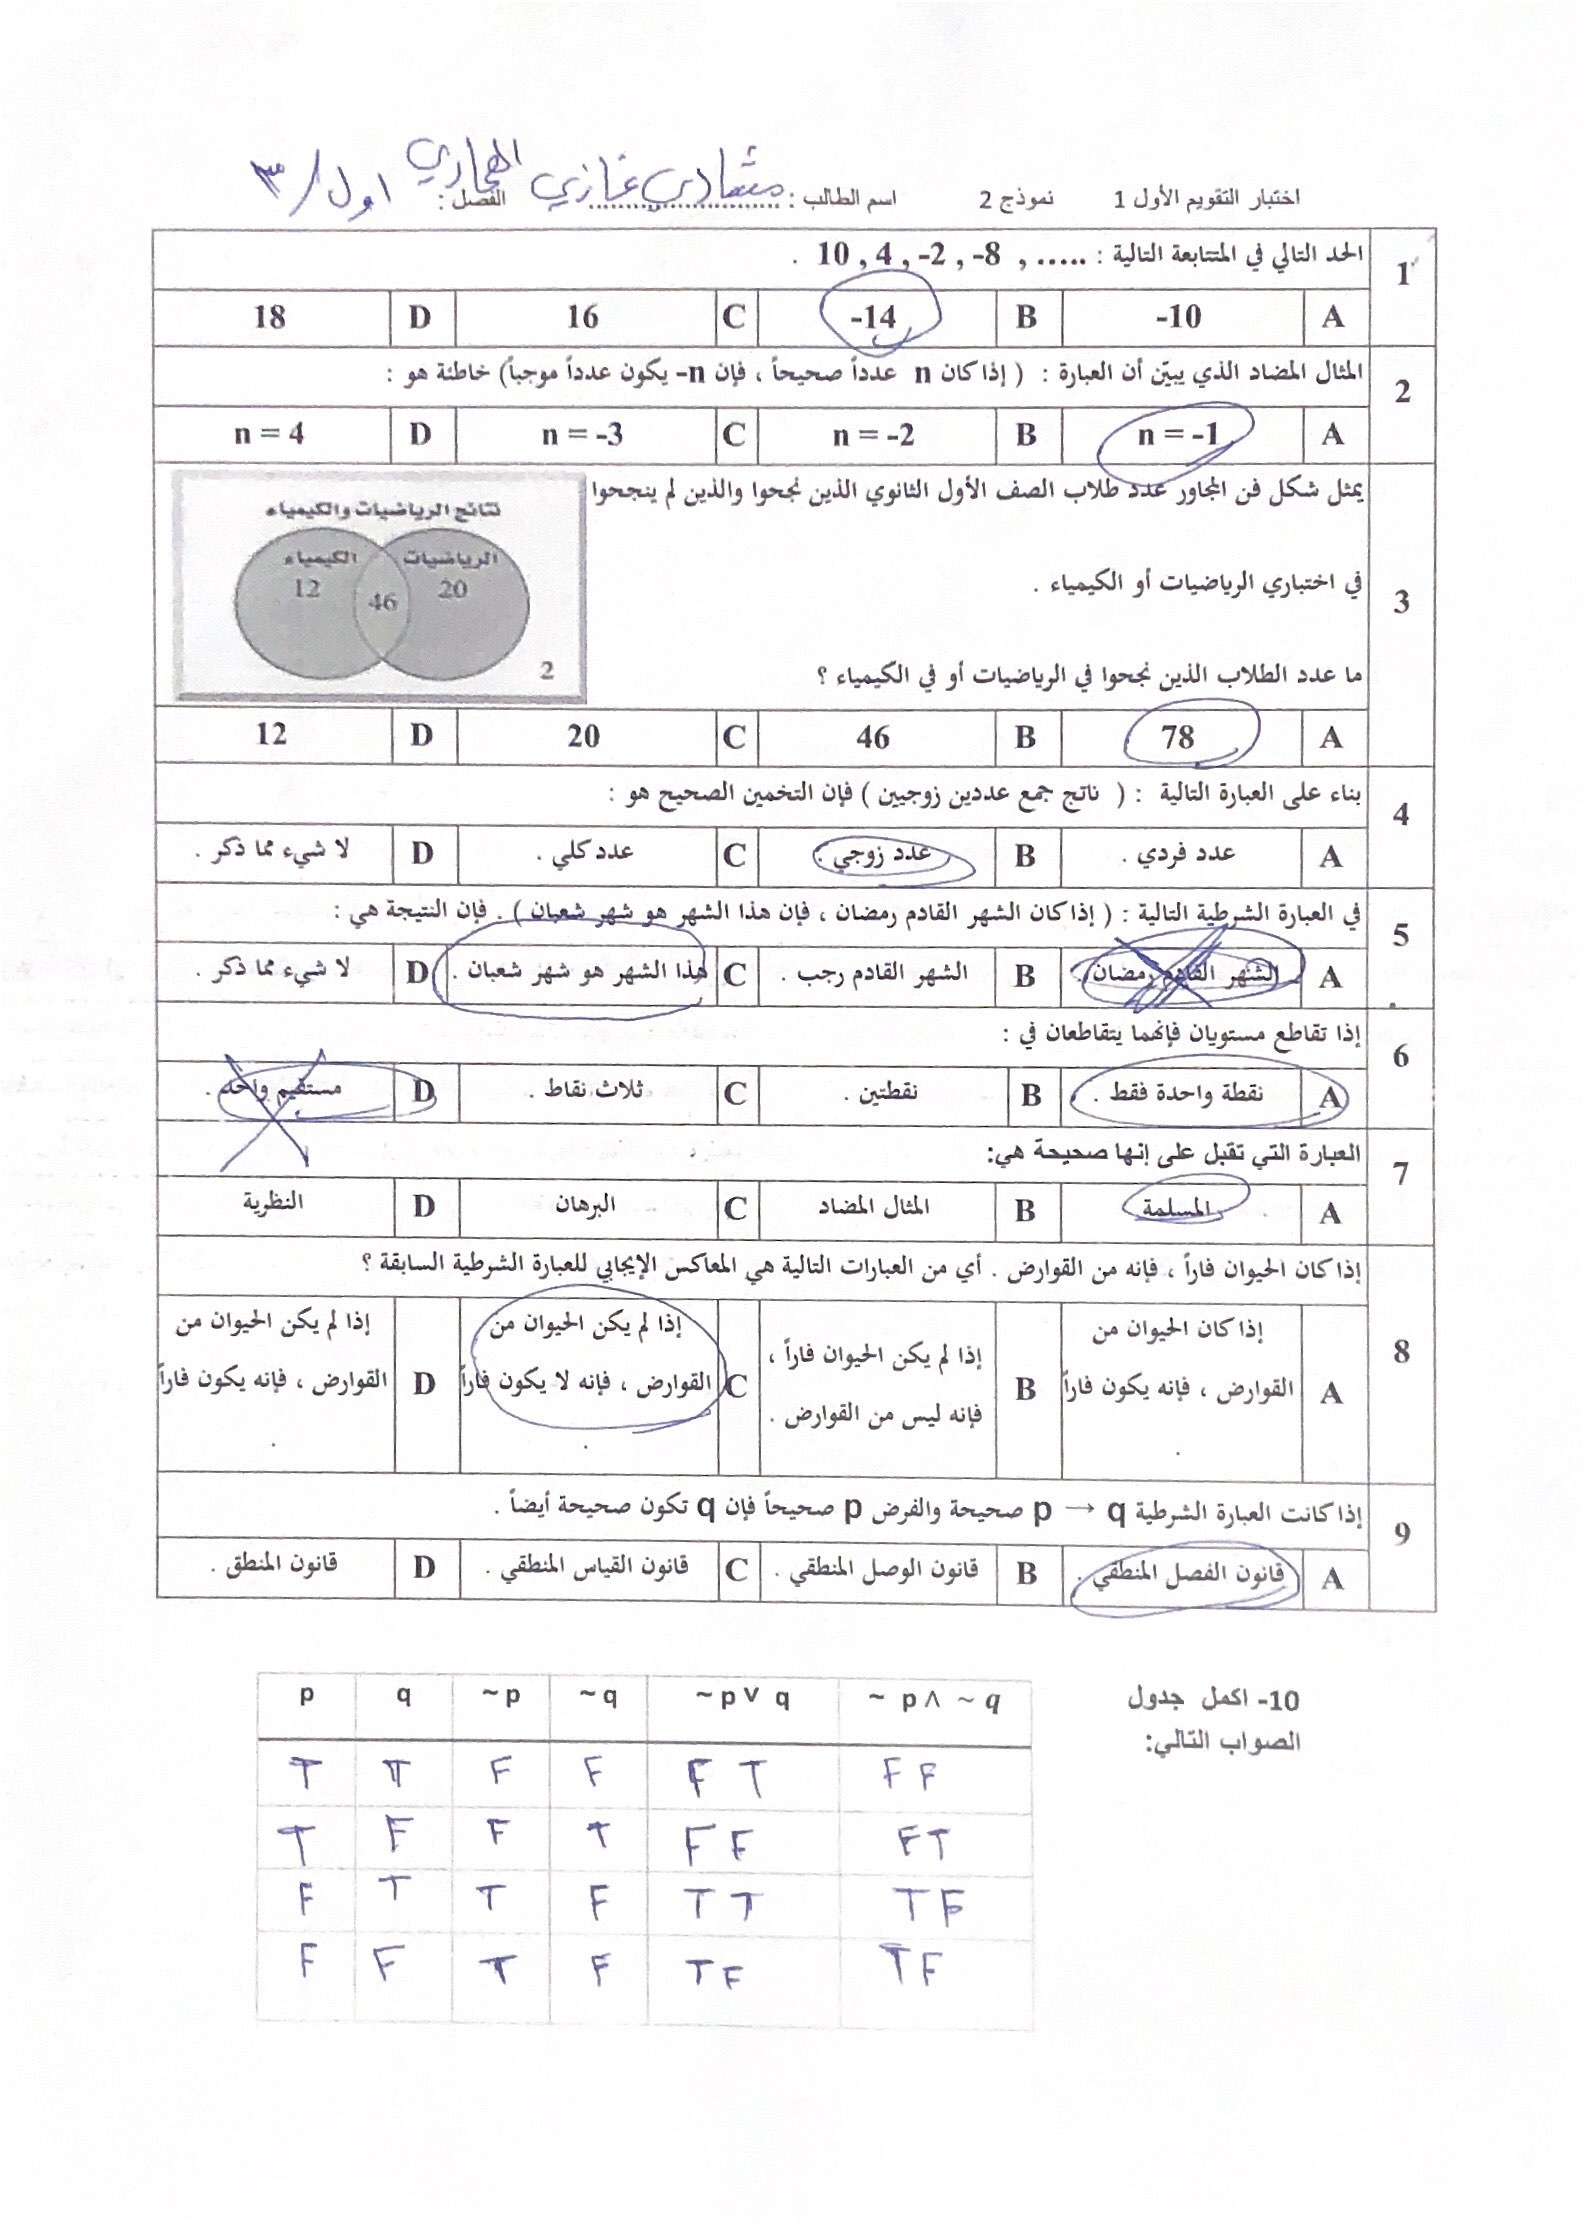 اختبار التقويم الأول 1 نموذج 2 اسم الطالب : مشاري غازي الفصل : اول / ٣
1 الحد التالي في المتتابعة التالية : 10 , 4 , -2 , -8 , ..... .
A -10 B -14 C 16 D 18
2 المثال المضاد الذي يبيّن أن العبارة : ( إذا كان n عدداً صحيحاً ، فإن n- يكون عدداً موجباً) خاطئة هو :
A n = -1 B n = -2 C n = -3 D n = 4
3 يمثل شكل فن المجاور عدد طلاب الصف الأول الثانوي الذين نجحوا والذين لم ينجحوا
في اختباري الرياضيات أو الكيمياء .
ما عدد الطلاب الذين نجحوا في الرياضيات أو في الكيمياء ؟
نتائج الرياضيات والكيمياء
الرياضيات الكيمياء
20 46 12
2
A 78 B 46 C 20 D 12
4 بناء على العبارة التالية : ( ناتج جمع عددين زوجيين ) فإن التخمين الصحيح هو :
A عدد فردي . B عدد زوجي . C عدد كلي . D لا شيء مما ذكر .
5 في العبارة الشرطية التالية : ( إذا كان الشهر القادم رمضان ، فإن هذا الشهر هو شهر شعبان ) . فإن النتيجة هي :
A الشهر القادم رمضان . B الشهر القادم رجب . C هذا الشهر هو شهر شعبان . D لا شيء مما ذكر .
6 إذا تقاطع مستويان فإنهما يتقاطعان في :
A نقطة واحدة فقط . B نقطتين . C ثلاث نقاط . D مستقيم واحد .
7 العبارة التي تقبل على إنها صحيحة هي:
A المسلمة B المثال المضاد C البرهان D النظرية
8 إذا كان الحيوان فاراً ، فإنه من القوارض . أي من العبارات التالية هي المعاكس الإيجابي للعبارة الشرطية السابقة ؟
A إذا كان الحيوان من
القوارض ، فإنه يكون فاراً
.
B إذا لم يكن الحيوان فاراً ،
فإنه ليس من القوارض .
C إذا لم يكن الحيوان من
القوارض ، فإنه لا يكون فاراً
.
D إذا لم يكن الحيوان من
القوارض ، فإنه يكون فاراً
.
9 إذا كانت العبارة الشرطية p → q صحيحة والفرض p صحيحاً فإن q تكون صحيحة أيضاً .
A قانون الفصل المنطقي . B قانون الوصل المنطقي . C قانون القياس المنطقي . D قانون المنطق .
10- اكمل جدول
الصواب التالي:
p q ~p ~q ~p∨ q ~ p∧ ~q
T T F F F T F F
T F F T F F F T
F T T F T T T F
F F T F T F T F